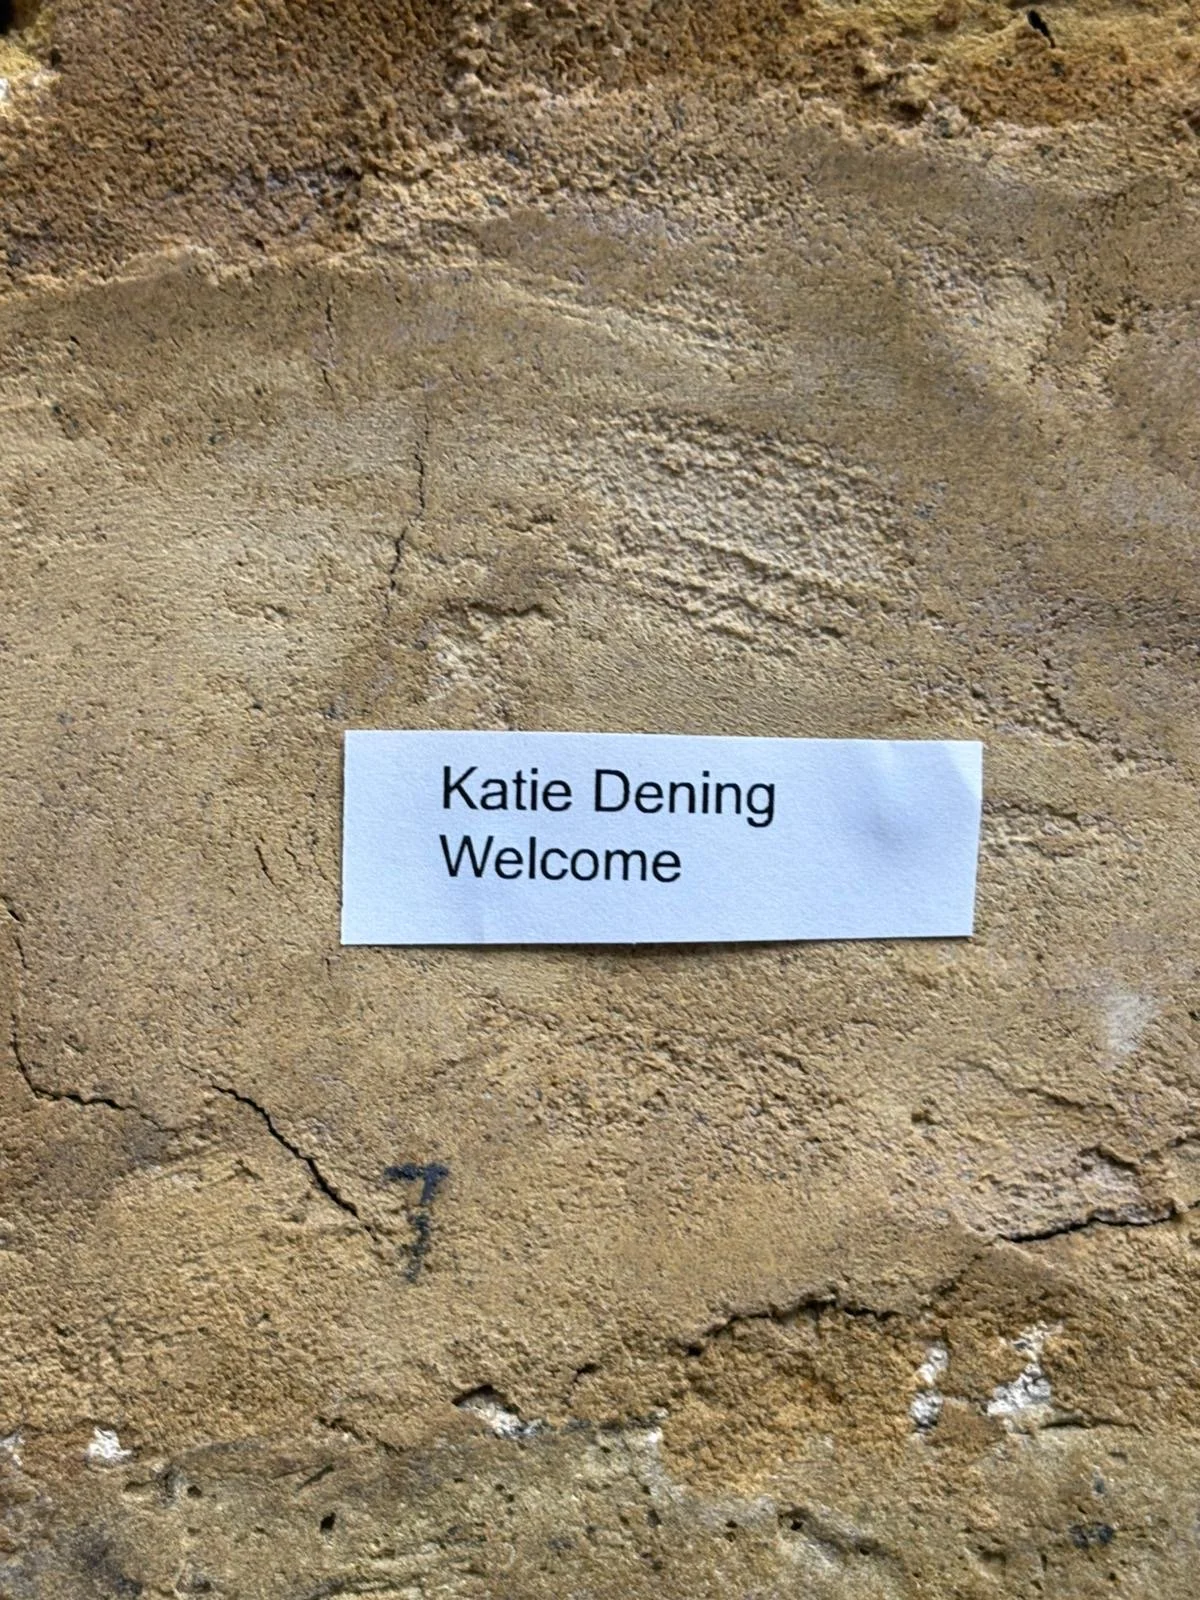 Katie Dening
Welcome
7